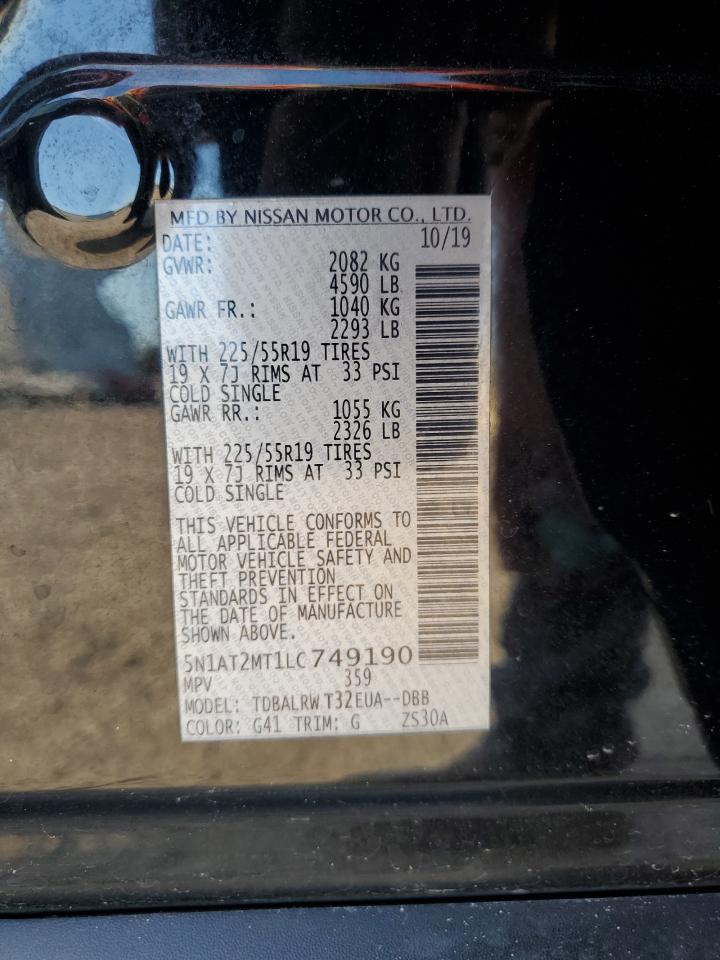 MFD BY NISSAN MOTOR CO., LTD.
DATE: 10/19
GVWR: 2082 KG
4590 LB
GAWR FR.: 1040 KG
2293 LB
WITH 225/55R19 TIRES
19 X 7J RIMS AT 33 PSI
COLD SINGLE
GAWR RR.: 1055 KG
2326 LB
WITH 225/55R19 TIRES
19 X 7J RIMS AT 33 PSI
COLD SINGLE
THIS VEHICLE CONFORMS TO
ALL APPLICABLE FEDERAL
MOTOR VEHICLE SAFETY AND
THEFT PREVENTION
STANDARDS IN EFFECT ON
THE DATE OF MANUFACTURE
SHOWN ABOVE.
5N1AT2MT1LC749190
MPV 359
MODEL: TDBALRW T32EUA--DBB
COLOR: G41 TRIM: G ZS30A